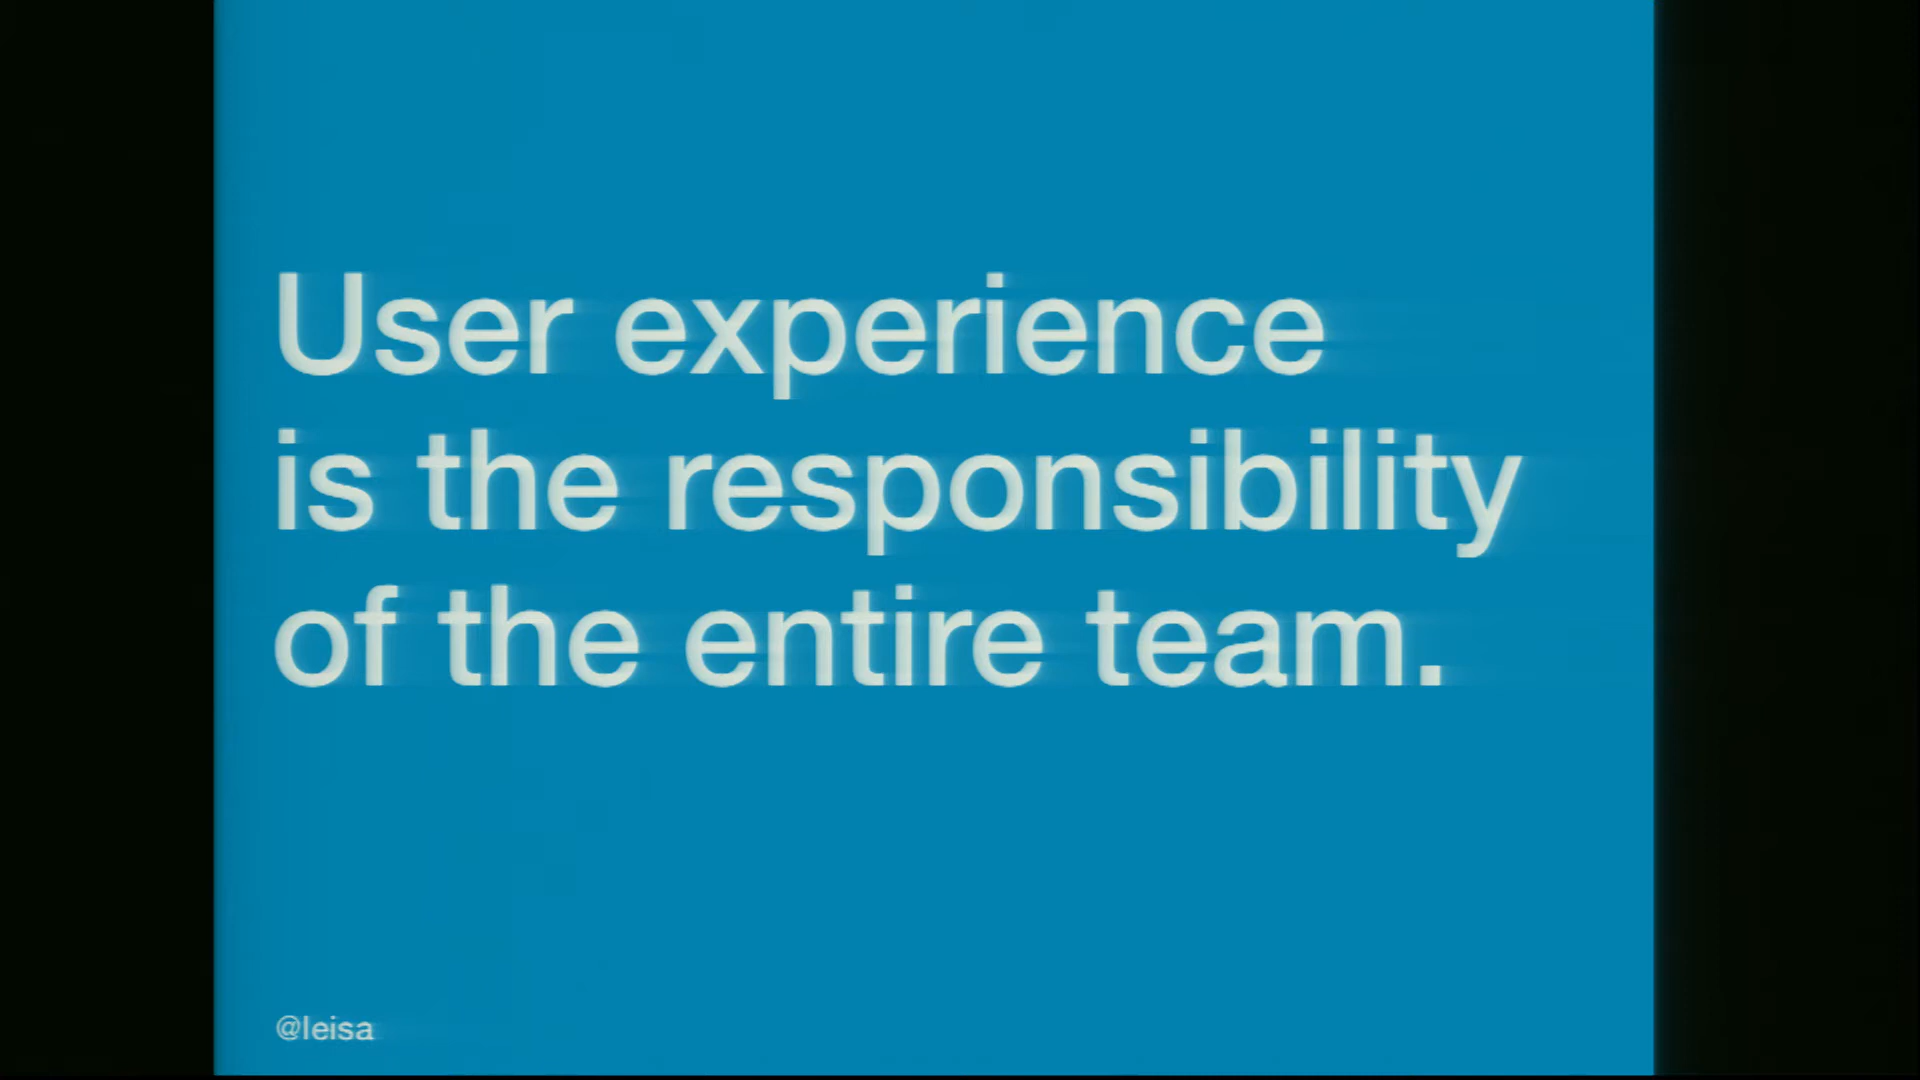 User experience
is the responsibility
of the entire team.
@leisa